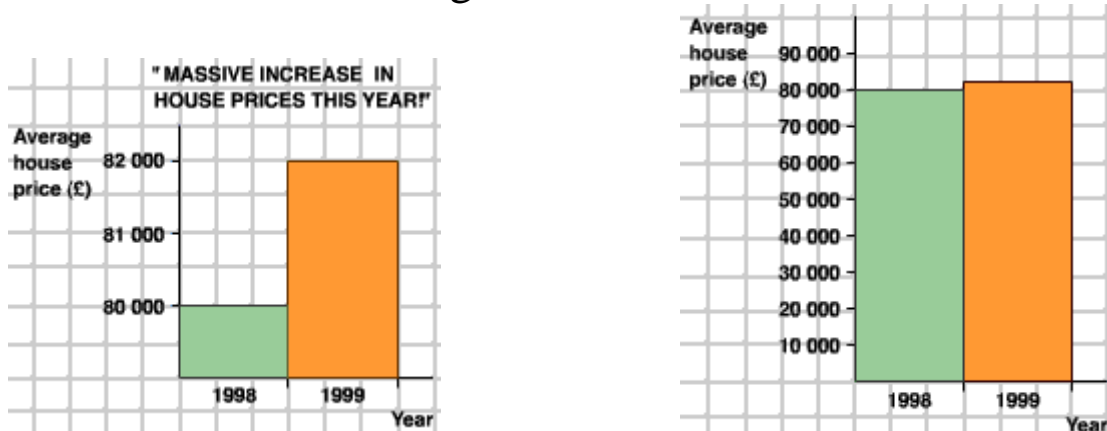 "MASSIVE INCREASE IN
HOUSE PRICES THIS YEAR!"
Average
house
price (£)
82 000
81 000
80 000
1998 1999
Year
Average
house
price (£)
90 000
80 000
70 000
60 000
50 000
40 000
30 000
20 000
10 000
1998 1999
Year